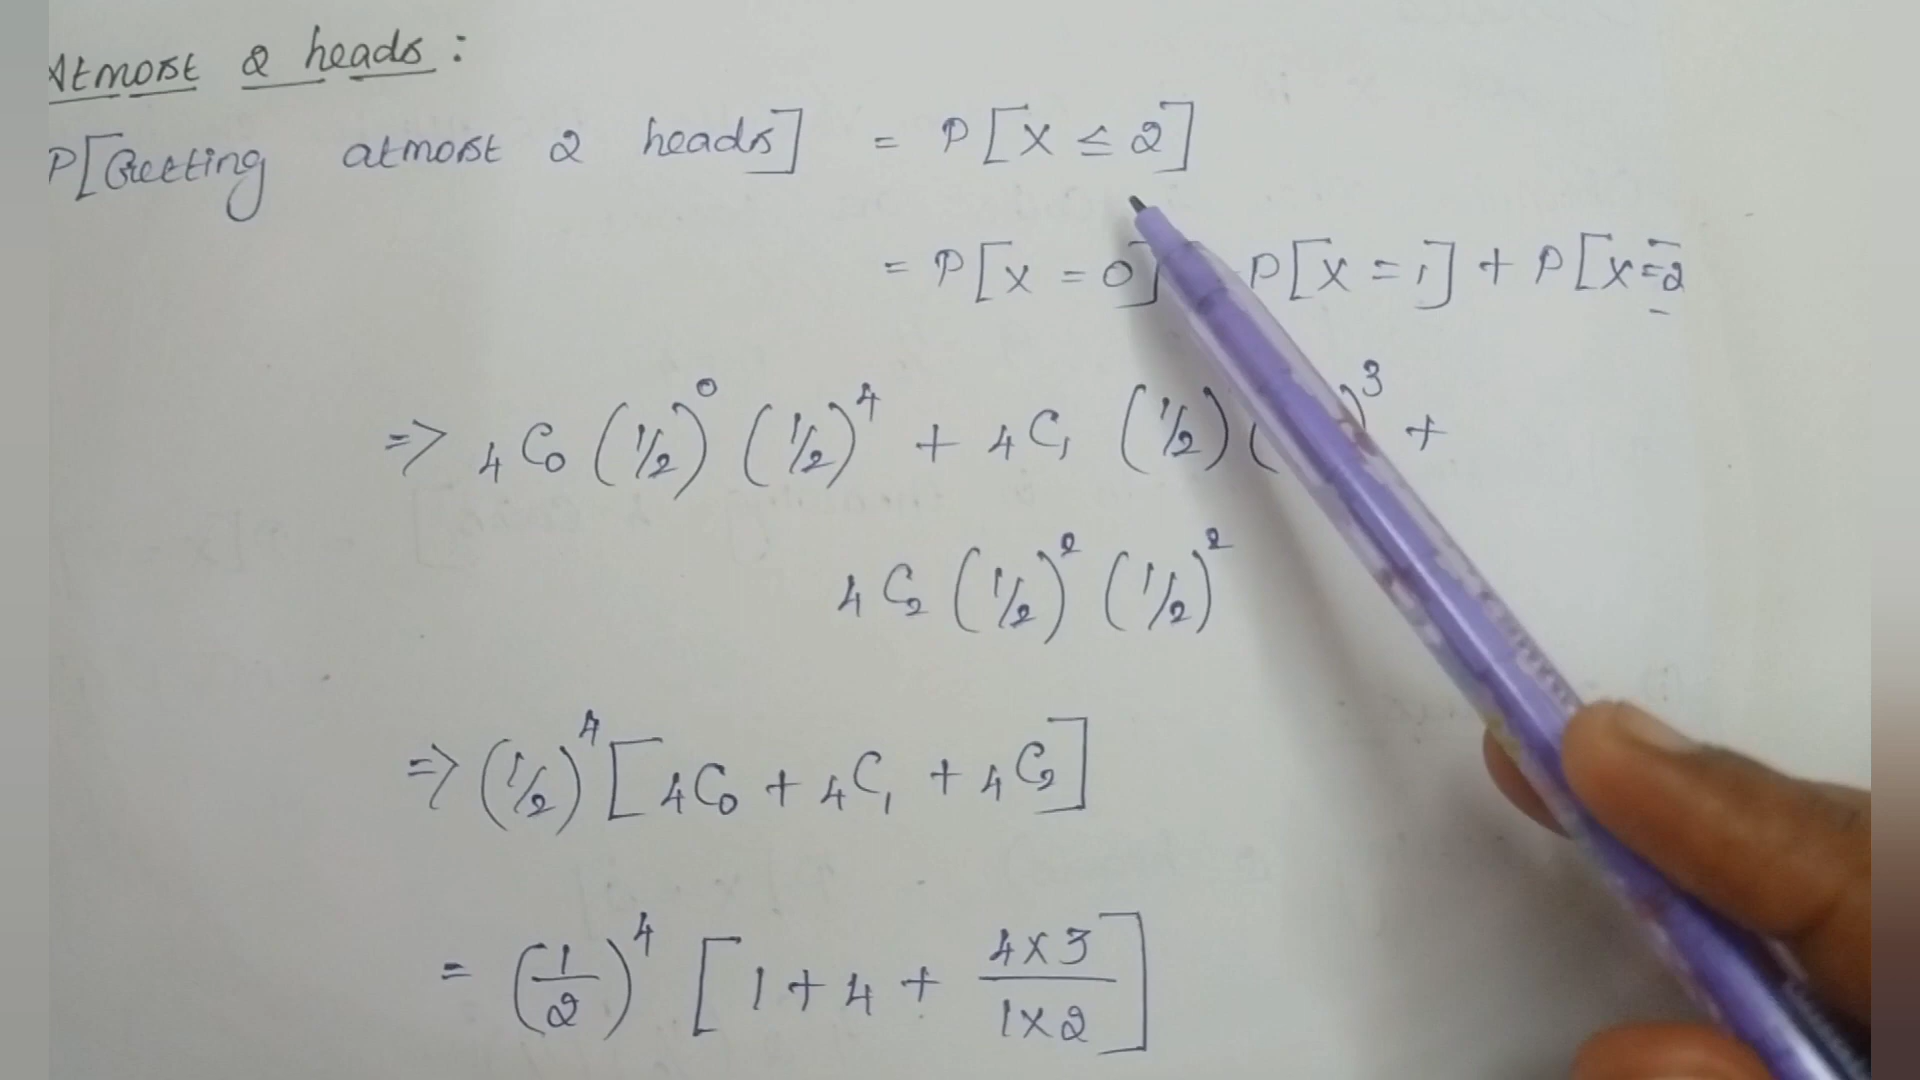 Atmost 2 heads :
P[Getting atmost 2 heads] = P[X ≤ 2]
= P[X = 0] P[X = 1] + P[X = 2
=> 4C₀ (1/2)⁰ (1/2)⁴ + 4C₁ (1/2) ( )³ +
4C₂ (1/2)² (1/2)²
=> (1/2)⁴ [4C₀ + 4C₁ + 4C₂]
= (1/2)⁴ [1 + 4 + 4×3/1×2]